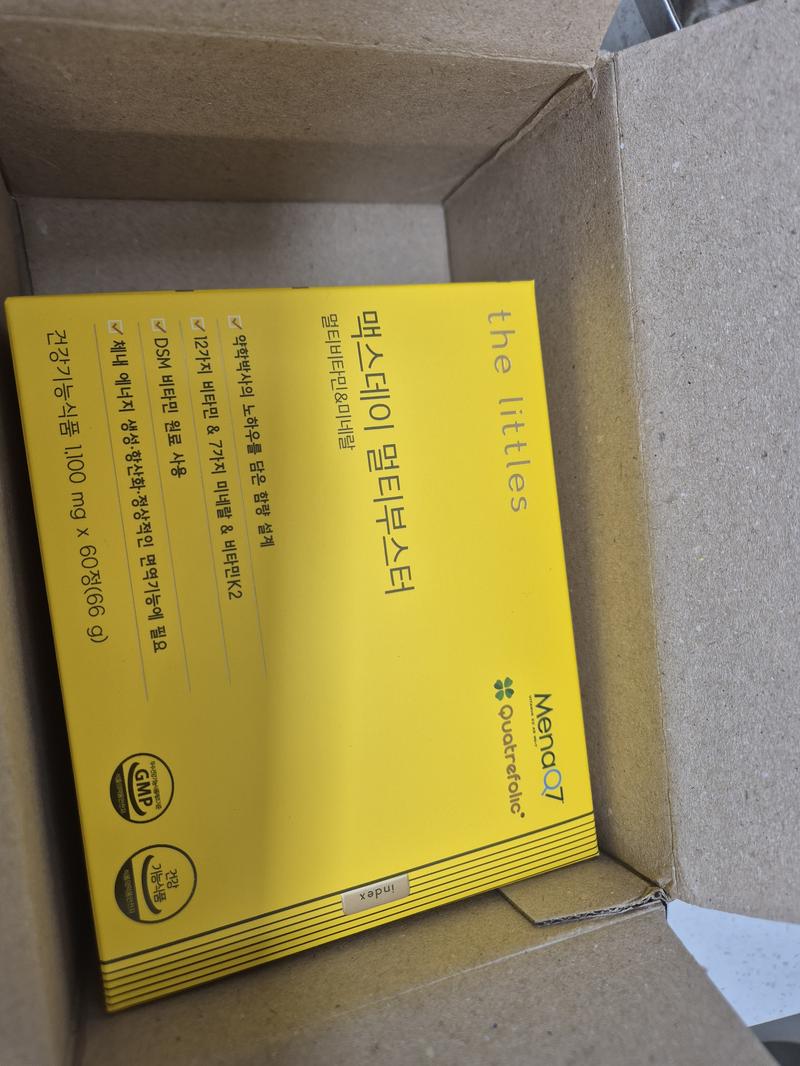 the littles
MenaQ7
Quatrefolic
맥스데이 멀티부스터
멀티비타민&미네랄
약학박사의 노하우를 담은 함량 설계
12가지 비타민 & 7가지 미네랄 & 비타민K2
DSM 비타민 원료 사용
체내 에너지 생성·항산화·정상적인 면역기능에 필요
건강기능식품 1,100 mg x 60정(66 g)
GMP
건강
기능식품
index